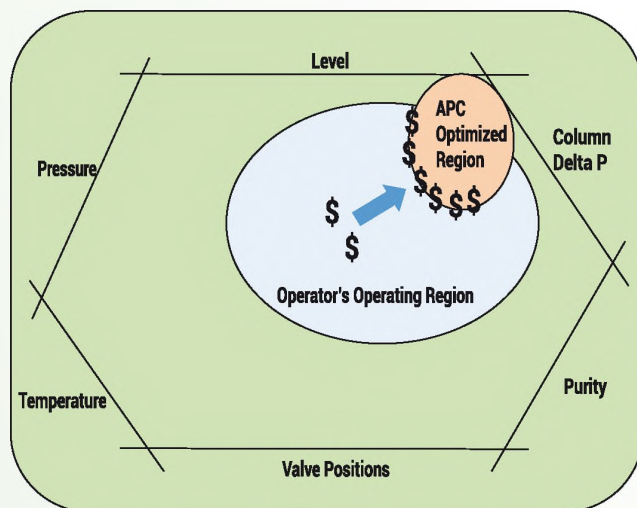 Level
APC
Optimized
Region
Column
Delta P
Pressure
$
$
$
$ $ $
$
$
Operator's Operating Region
Temperature
Purity
Valve Positions